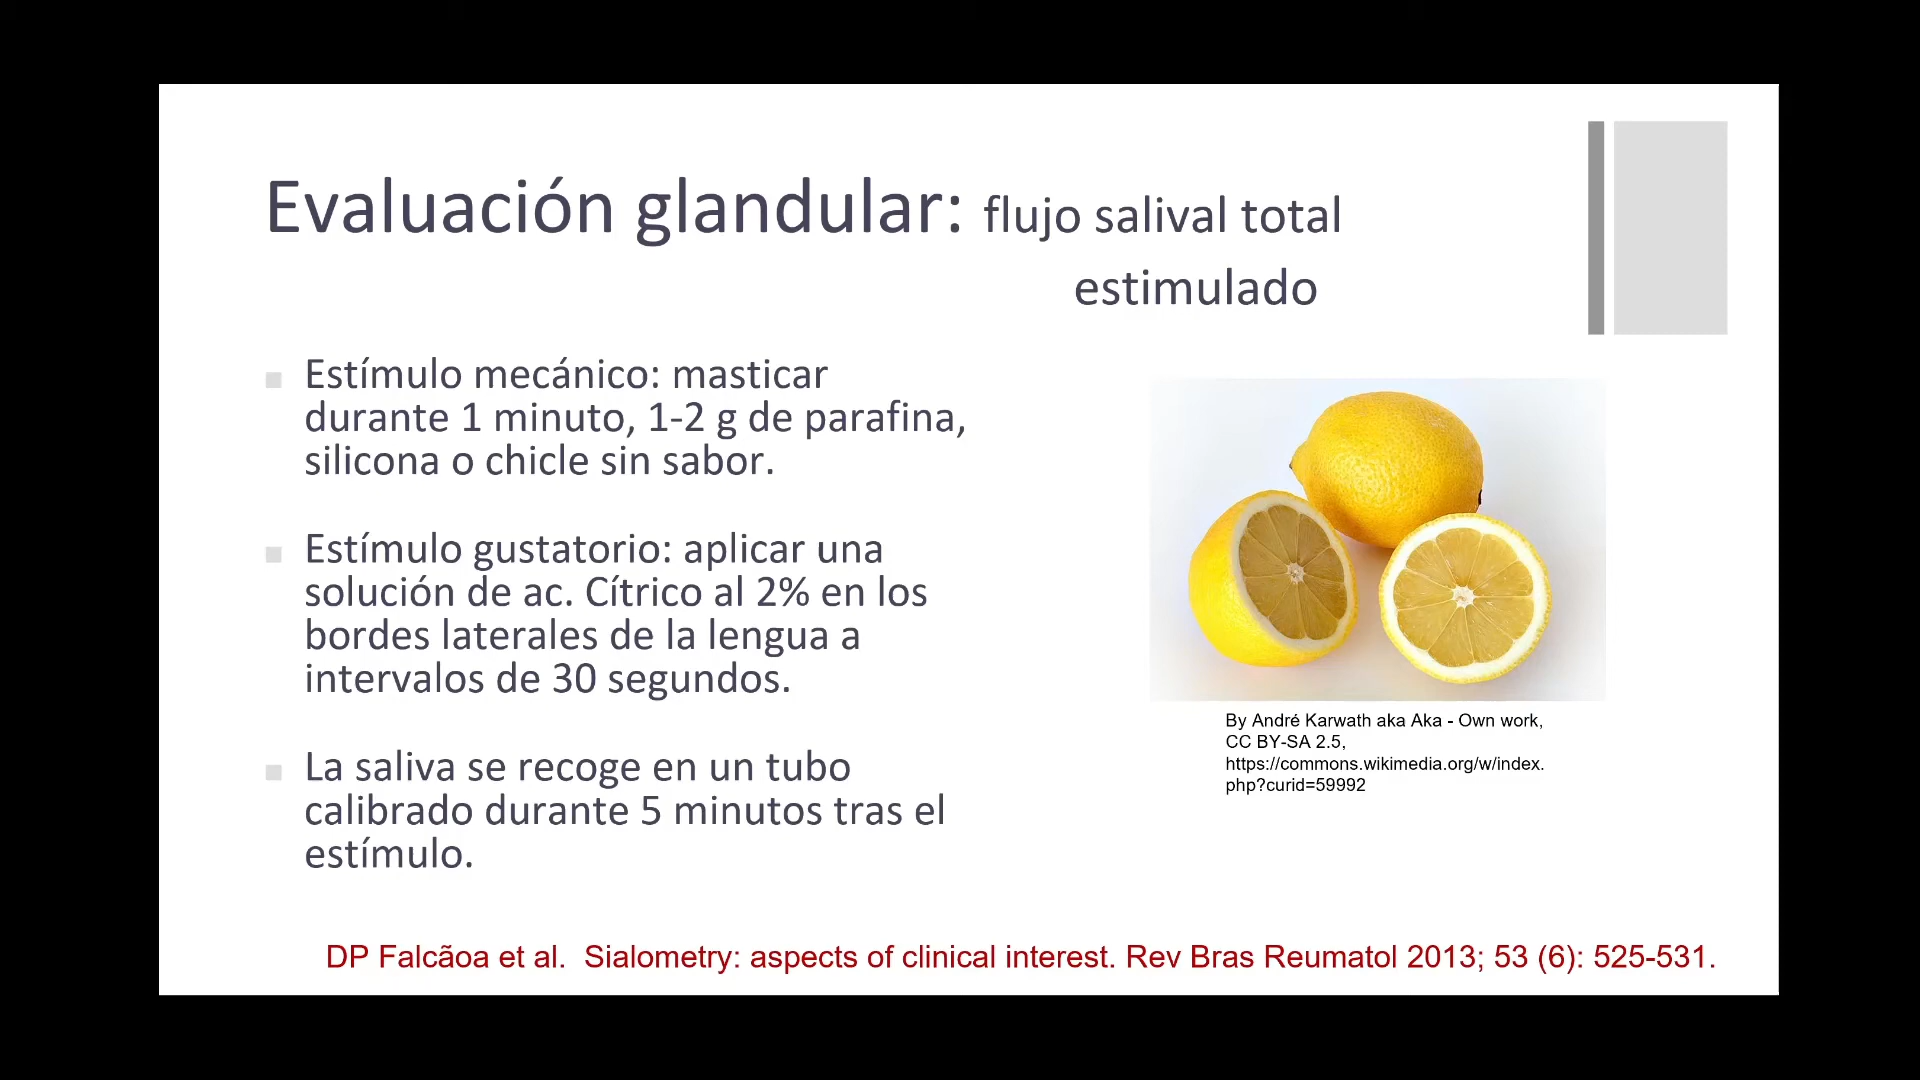 Evaluación glandular: flujo salival total
estimulado
Estímulo mecánico: masticar
durante 1 minuto, 1-2 g de parafina,
silicona o chicle sin sabor.
Estímulo gustatorio: aplicar una
solución de ac. Cítrico al 2% en los
bordes laterales de la lengua a
intervalos de 30 segundos.
La saliva se recoge en un tubo
calibrado durante 5 minutos tras el
estímulo.
By André Karwath aka Aka - Own work,
CC BY-SA 2.5,
https://commons.wikimedia.org/w/index.
php?curid=59992
DP Falcãoa et al. Sialometry: aspects of clinical interest. Rev Bras Reumatol 2013; 53 (6): 525-531.